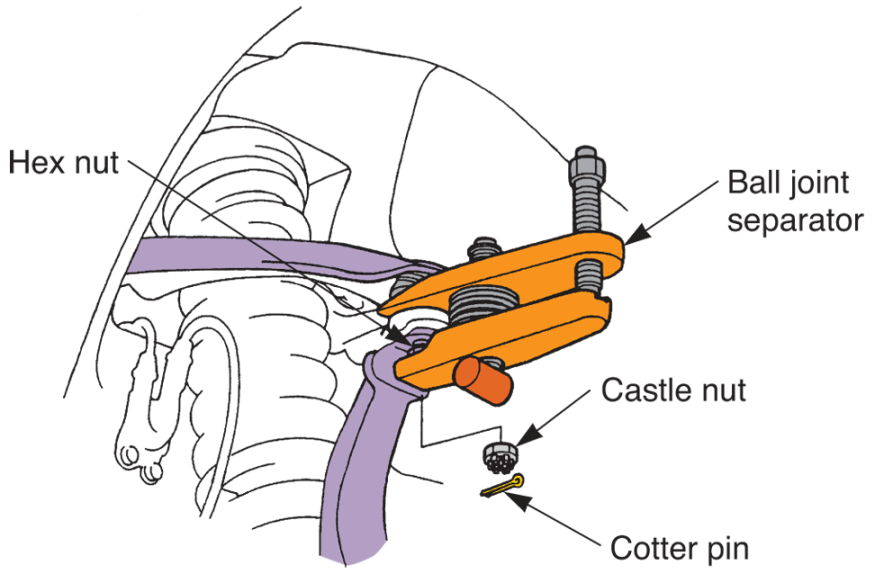 Hex nut
Ball joint
separator
Castle nut
Cotter pin